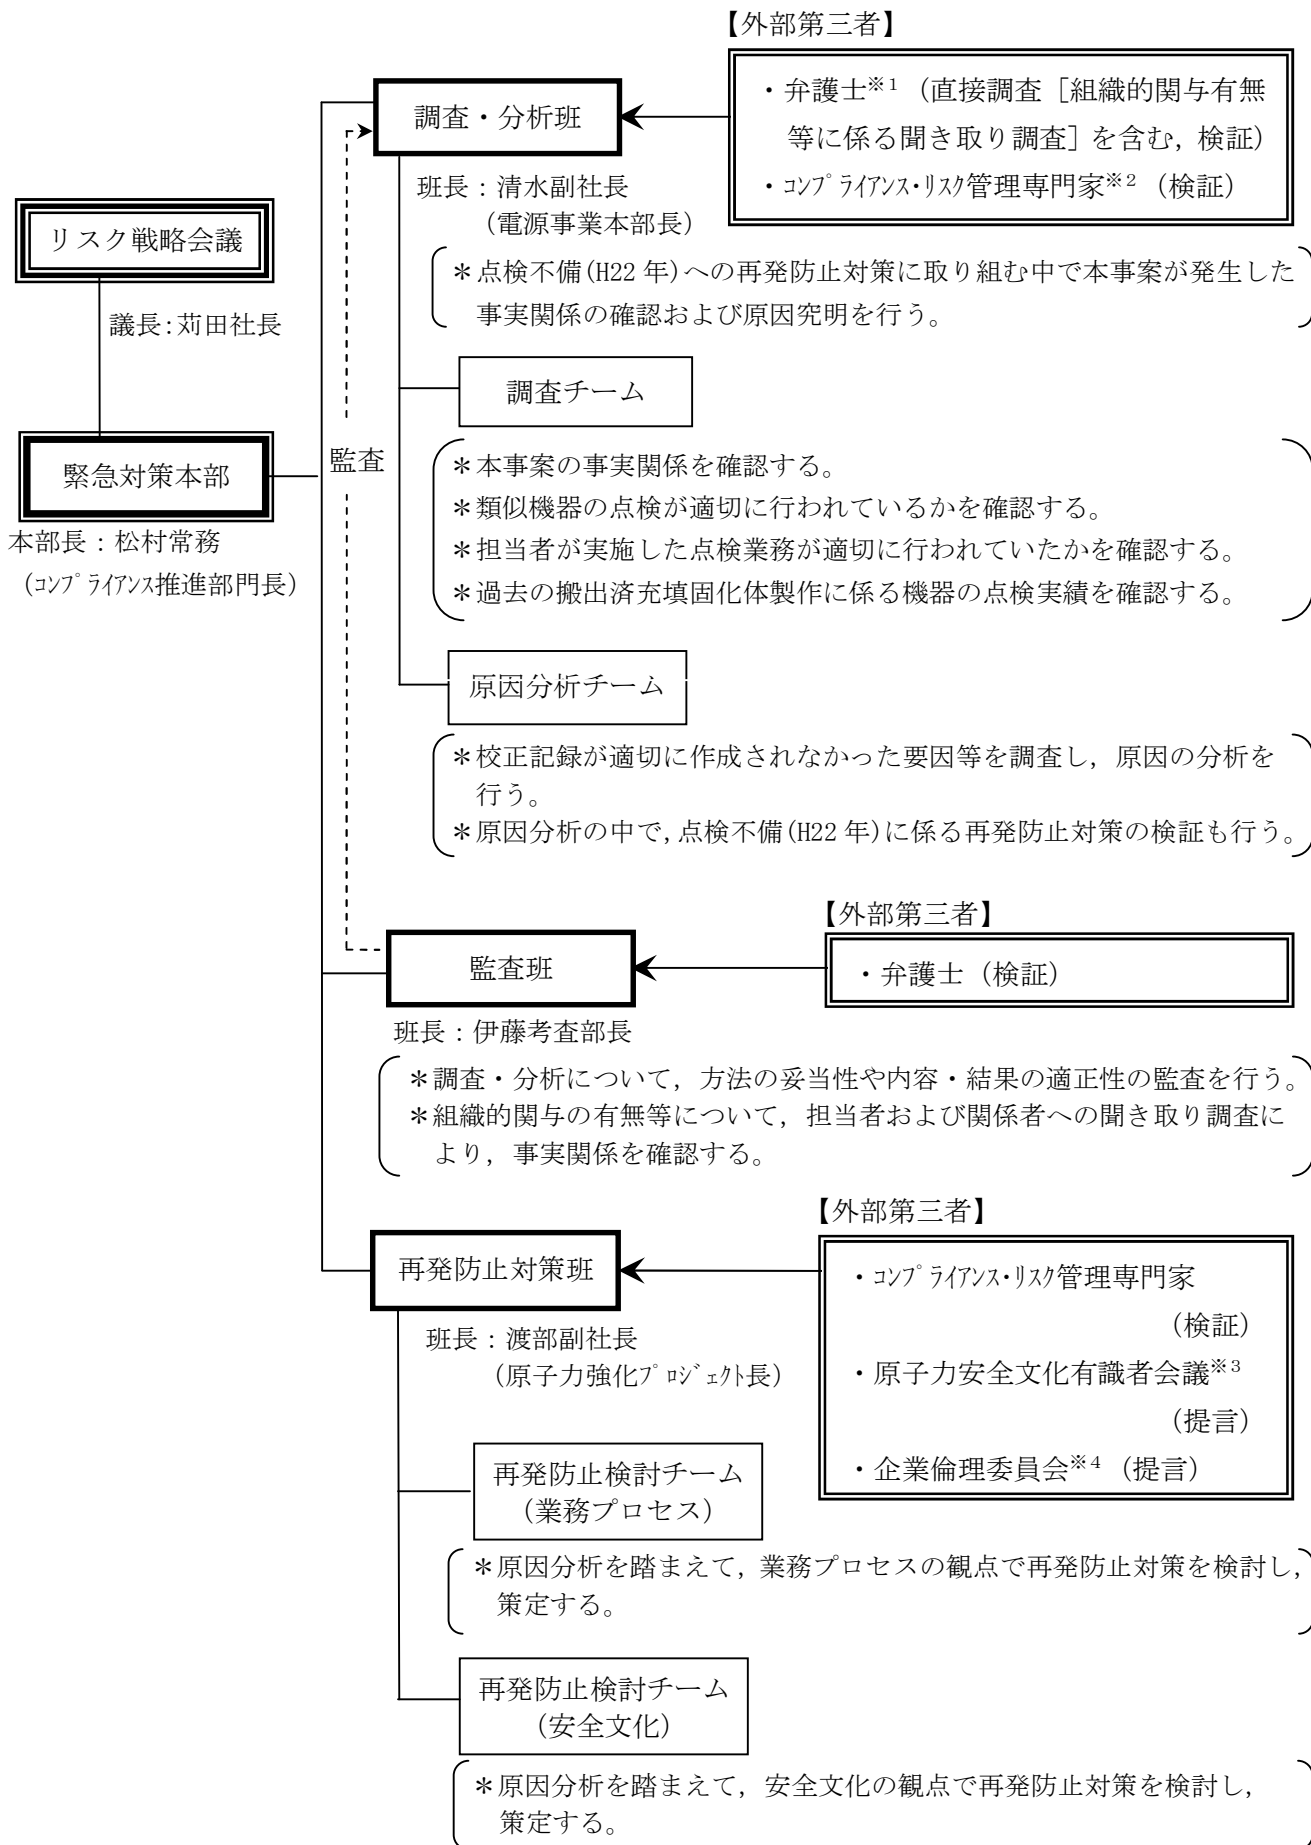 【外部第三者】
・弁護士※1（直接調査［組織的関与有無
等に係る聞き取り調査］を含む，検証）
・ｺﾝﾌﾟﾗｲｱﾝｽ・ﾘｽｸ管理専門家※2（検証）
調査・分析班
班長：清水副社長
（電源事業本部長）
＊点検不備(H22年)への再発防止対策に取り組む中で本事案が発生した
事実関係の確認および原因究明を行う。
リスク戦略会議
議長：苅田社長
調査チーム
緊急対策本部
本部長：松村常務
（ｺﾝﾌﾟﾗｲｱﾝｽ推進部門長）
監査
＊本事案の事実関係を確認する。
＊類似機器の点検が適切に行われているかを確認する。
＊担当者が実施した点検業務が適切に行われていたかを確認する。
＊過去の搬出済充填固化体製作に係る機器の点検実績を確認する。
原因分析チーム
＊校正記録が適切に作成されなかった要因等を調査し，原因の分析を
行う。
＊原因分析の中で，点検不備(H22年)に係る再発防止対策の検証も行う。
【外部第三者】
・弁護士（検証）
監査班
班長：伊藤考査部長
＊調査・分析について，方法の妥当性や内容・結果の適正性の監査を行う。
＊組織的関与の有無等について，担当者および関係者への聞き取り調査に
より，事実関係を確認する。
【外部第三者】
・ｺﾝﾌﾟﾗｲｱﾝｽ・ﾘｽｸ管理専門家
（検証）
・原子力安全文化有識者会議※3
（提言）
・企業倫理委員会※4（提言）
再発防止対策班
班長：渡部副社長
（原子力強化ﾌﾟﾛｼﾞｪｸﾄ長）
再発防止検討チーム
（業務プロセス）
＊原因分析を踏まえて，業務プロセスの観点で再発防止対策を検討し，
策定する。
再発防止検討チーム
（安全文化）
＊原因分析を踏まえて，安全文化の観点で再発防止対策を検討し，
策定する。